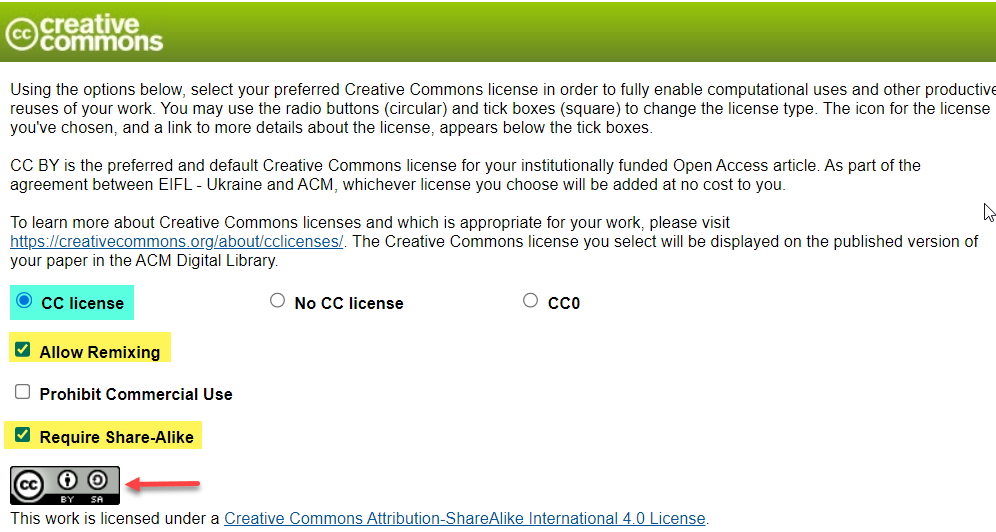 cc creative
commons
Using the options below, select your preferred Creative Commons license in order to fully enable computational uses and other productive
reuses of your work. You may use the radio buttons (circular) and tick boxes (square) to change the license type. The icon for the license
you've chosen, and a link to more details about the license, appears below the tick boxes.
CC BY is the preferred and default Creative Commons license for your institutionally funded Open Access article. As part of the
agreement between EIFL - Ukraine and ACM, whichever license you choose will be added at no cost to you.
To learn more about Creative Commons licenses and which is appropriate for your work, please visit
https://creativecommons.org/about/cclicenses/. The Creative Commons license you select will be displayed on the published version of
your paper in the ACM Digital Library.
CC license No CC license CC0
Allow Remixing
Prohibit Commercial Use
Require Share-Alike
cc
BY SA
This work is licensed under a Creative Commons Attribution-ShareAlike International 4.0 License.